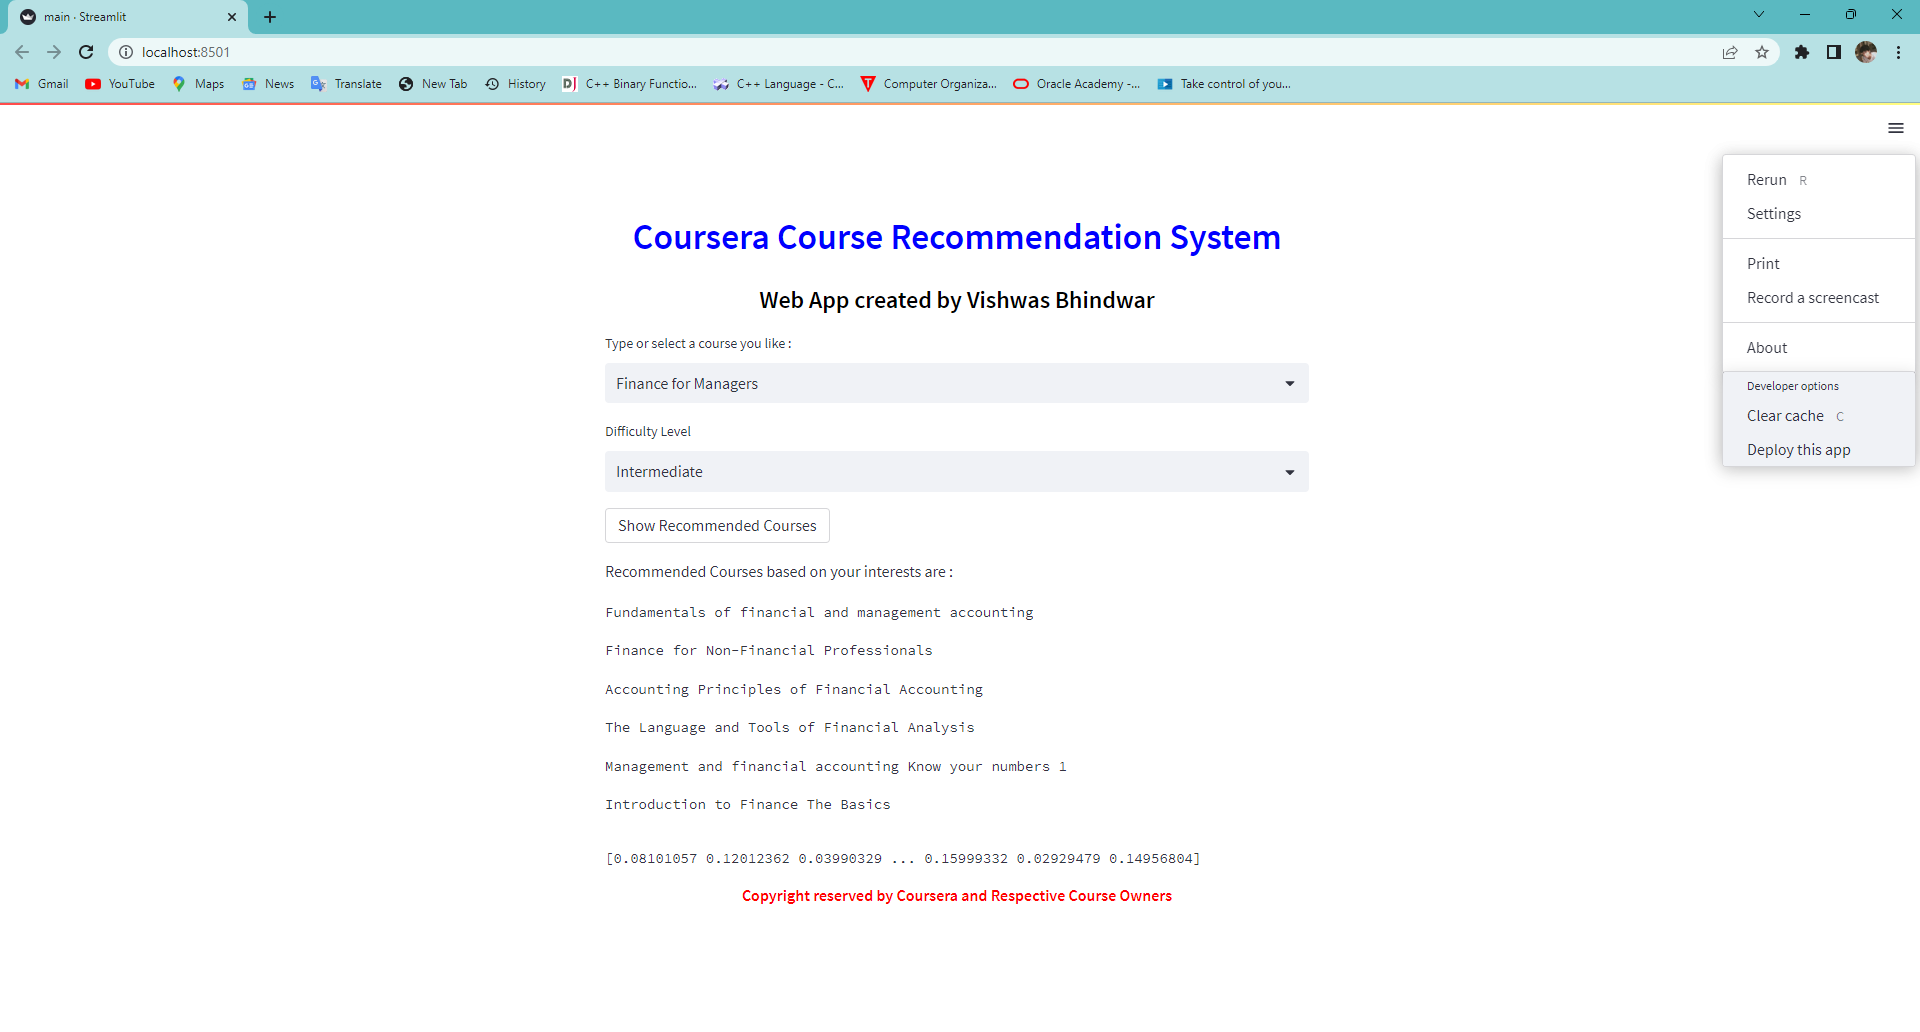 main · Streamlit
localhost:8501
Gmail YouTube Maps News Translate New Tab History C++ Binary Functio... C++ Language - C... Computer Organiza... Oracle Academy -... Take control of you...
Rerun R
Settings
Print
Record a screencast
About
Developer options
Clear cache C
Deploy this app
Coursera Course Recommendation System
Web App created by Vishwas Bhindwar
Type or select a course you like :
Finance for Managers
Difficulty Level
Intermediate
Show Recommended Courses
Recommended Courses based on your interests are :
Fundamentals of financial and management accounting
Finance for Non-Financial Professionals
Accounting Principles of Financial Accounting
The Language and Tools of Financial Analysis
Management and financial accounting Know your numbers 1
Introduction to Finance The Basics
[0.08101057 0.12012362 0.03990329 ... 0.15999332 0.02929479 0.14956804]
Copyright reserved by Coursera and Respective Course Owners